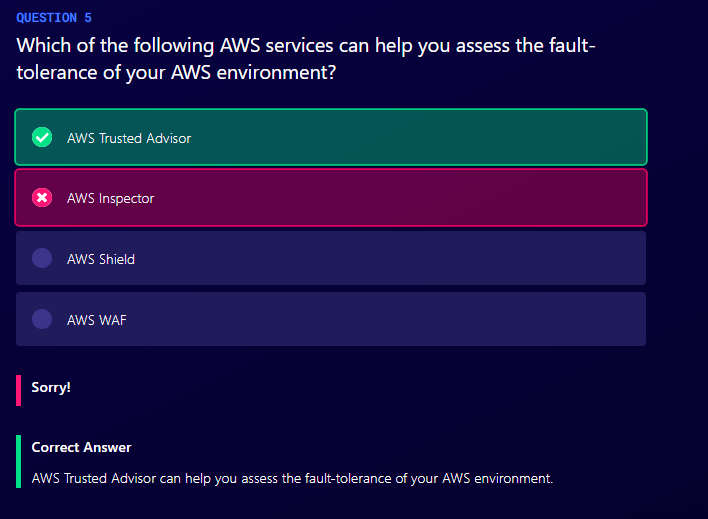 QUESTION 5
Which of the following AWS services can help you assess the fault-
tolerance of your AWS environment?
AWS Trusted Advisor
AWS Inspector
AWS Shield
AWS WAF
Sorry!
Correct Answer
AWS Trusted Advisor can help you assess the fault-tolerance of your AWS environment.